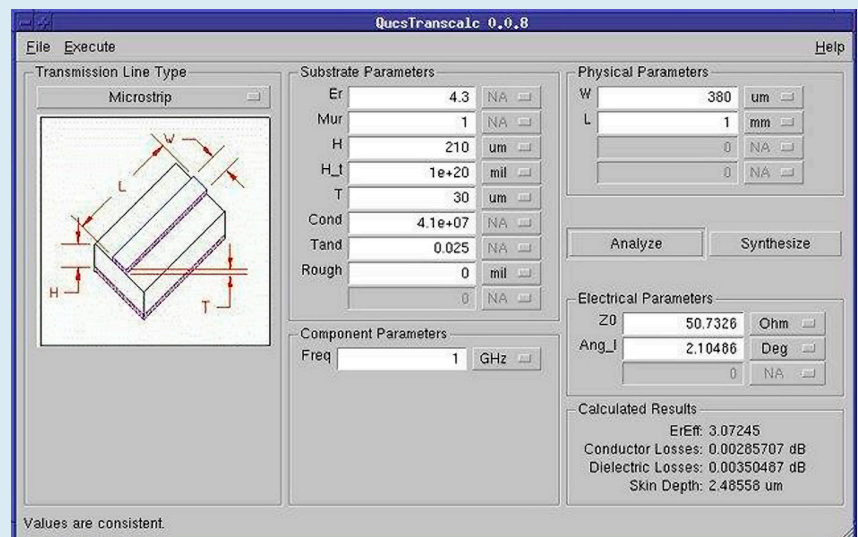 QucsTranscalc 0.0.8
File Execute Help
Transmission Line Type
Microstrip
W
L
H
T
Substrate Parameters
Er 4.3 NA
Mur 1 NA
H 210 um
H_t 1e+20 mil
T 30 um
Cond 4.1e+07 NA
Tand 0.025 NA
Rough 0 mil
0 NA
Component Parameters
Freq 1 GHz
Physical Parameters
W 380 um
L 1 mm
0 NA
0 NA
Analyze Synthesize
Electrical Parameters
Z0 50.7326 Ohm
Ang_l 2.10486 Deg
0 NA
Calculated Results
ErEff: 3.07245
Conductor Losses: 0.00285707 dB
Dielectric Losses: 0.00350487 dB
Skin Depth: 2.48558 um
Values are consistent.